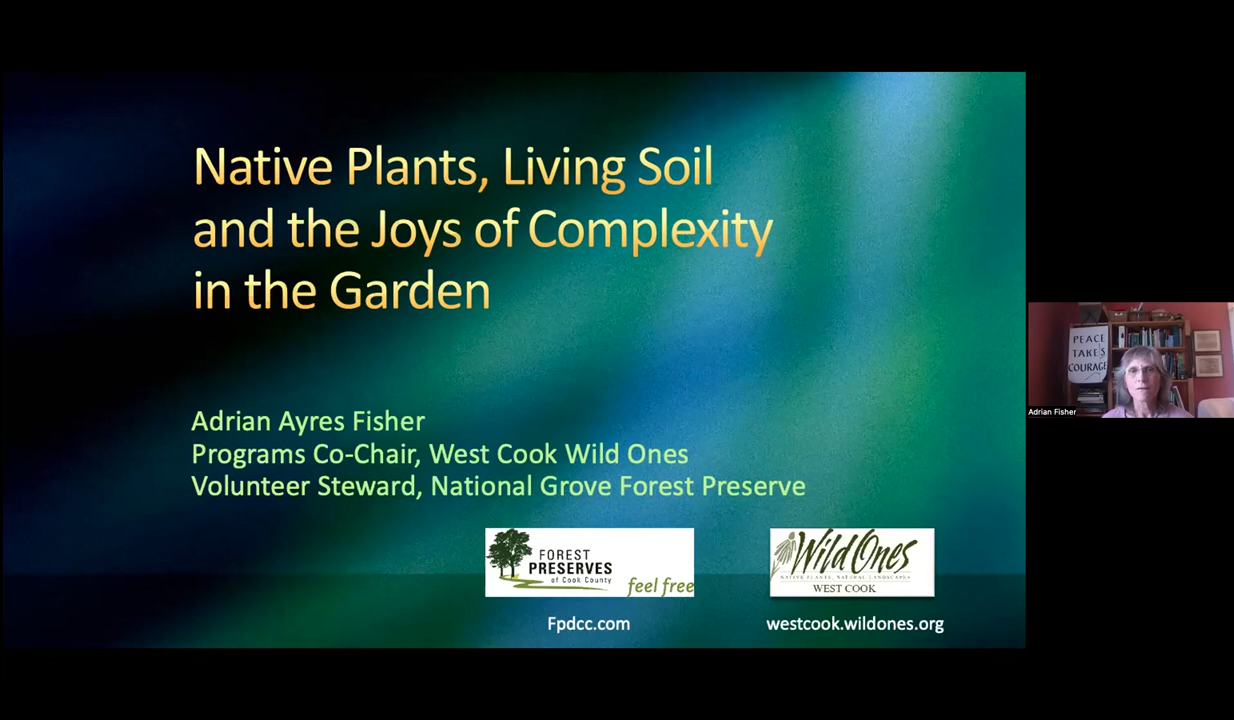 Native Plants, Living Soil
and the Joys of Complexity
in the Garden
Adrian Ayres Fisher
Programs Co-Chair, West Cook Wild Ones
Volunteer Steward, National Grove Forest Preserve
FOREST
PRESERVES
of Cook County
feel free
Fpdcc.com
Wild Ones
NATIVE PLANTS, NATURAL LANDSCAPES
WEST COOK
westcook.wildones.org
PEACE
TAKES
COURAGE
Adrian Fisher